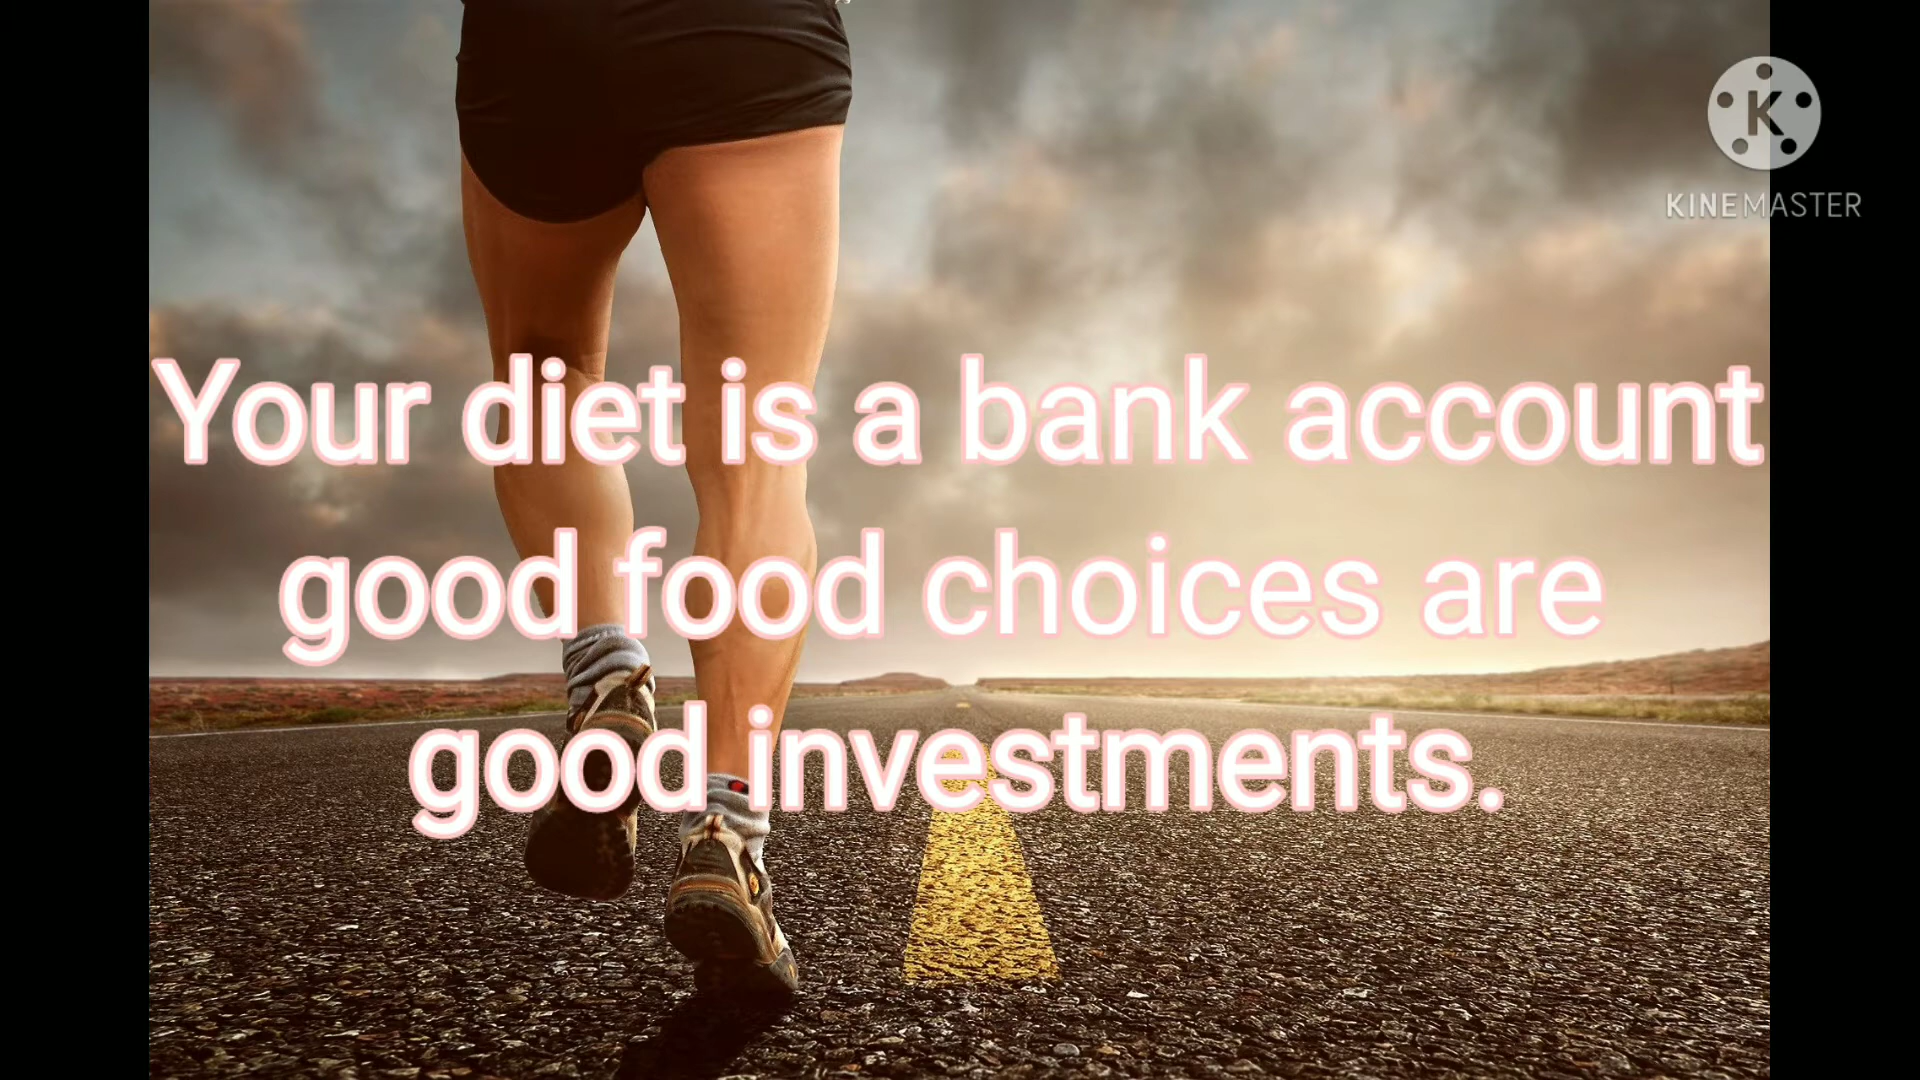 K
KINEMASTER
Your diet is a bank account
good food choices are
good investments.